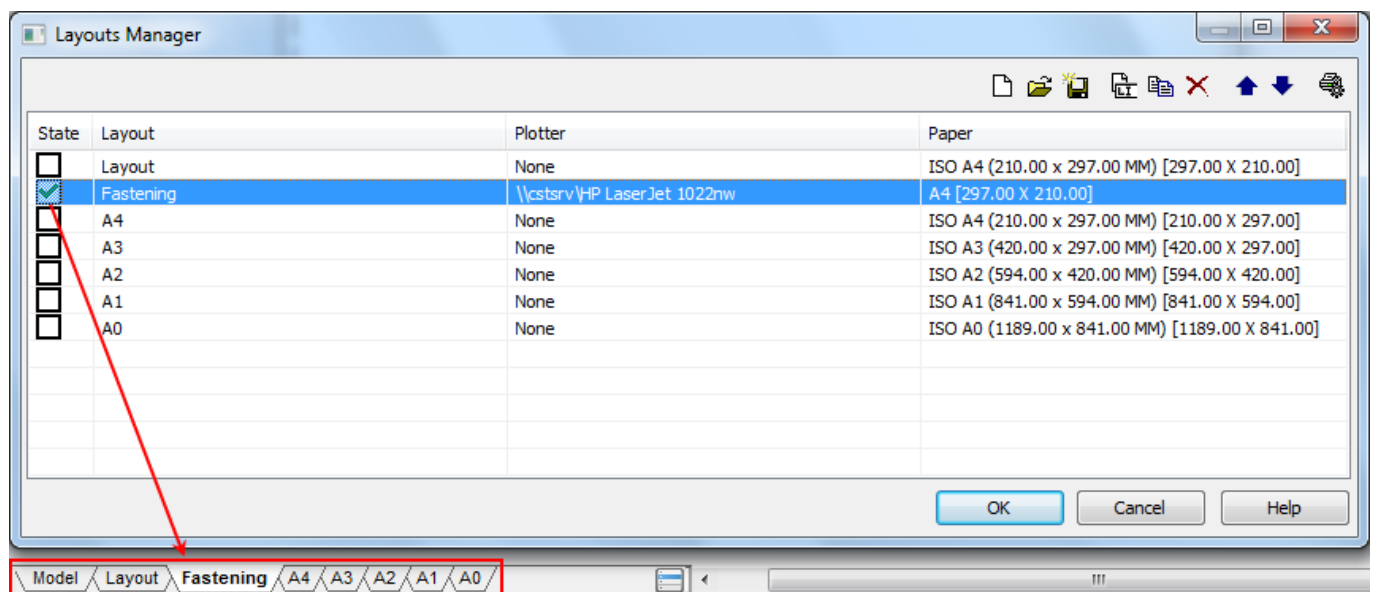 Layouts Manager
State Layout Plotter Paper
Layout None ISO A4 (210.00 x 297.00 MM) [297.00 X 210.00]
Fastening \\cstsrv\HP LaserJet 1022nw A4 [297.00 X 210.00]
A4 None ISO A4 (210.00 x 297.00 MM) [210.00 X 297.00]
A3 None ISO A3 (420.00 x 297.00 MM) [420.00 X 297.00]
A2 None ISO A2 (594.00 x 420.00 MM) [594.00 X 420.00]
A1 None ISO A1 (841.00 x 594.00 MM) [841.00 X 594.00]
A0 None ISO A0 (1189.00 x 841.00 MM) [1189.00 X 841.00]
OK Cancel Help
Model Layout Fastening A4 A3 A2 A1 A0